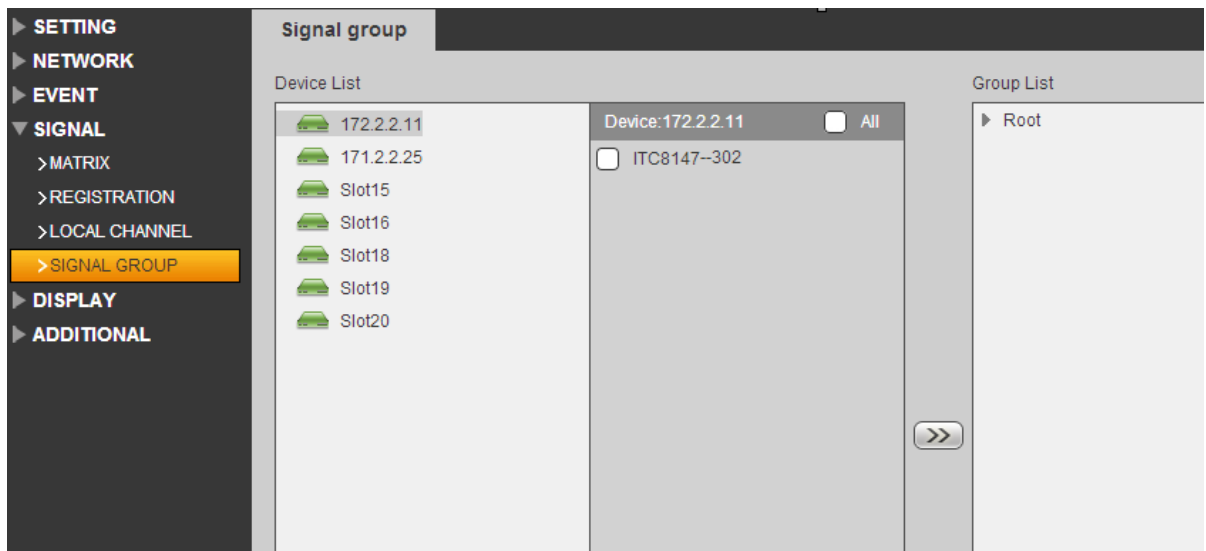 SETTING
NETWORK
EVENT
SIGNAL
>MATRIX
>REGISTRATION
>LOCAL CHANNEL
>SIGNAL GROUP
DISPLAY
ADDITIONAL
Signal group
Device List
172.2.2.11
171.2.2.25
Slot15
Slot16
Slot18
Slot19
Slot20
Device:172.2.2.11 All
ITC8147--302
>>
Group List
Root